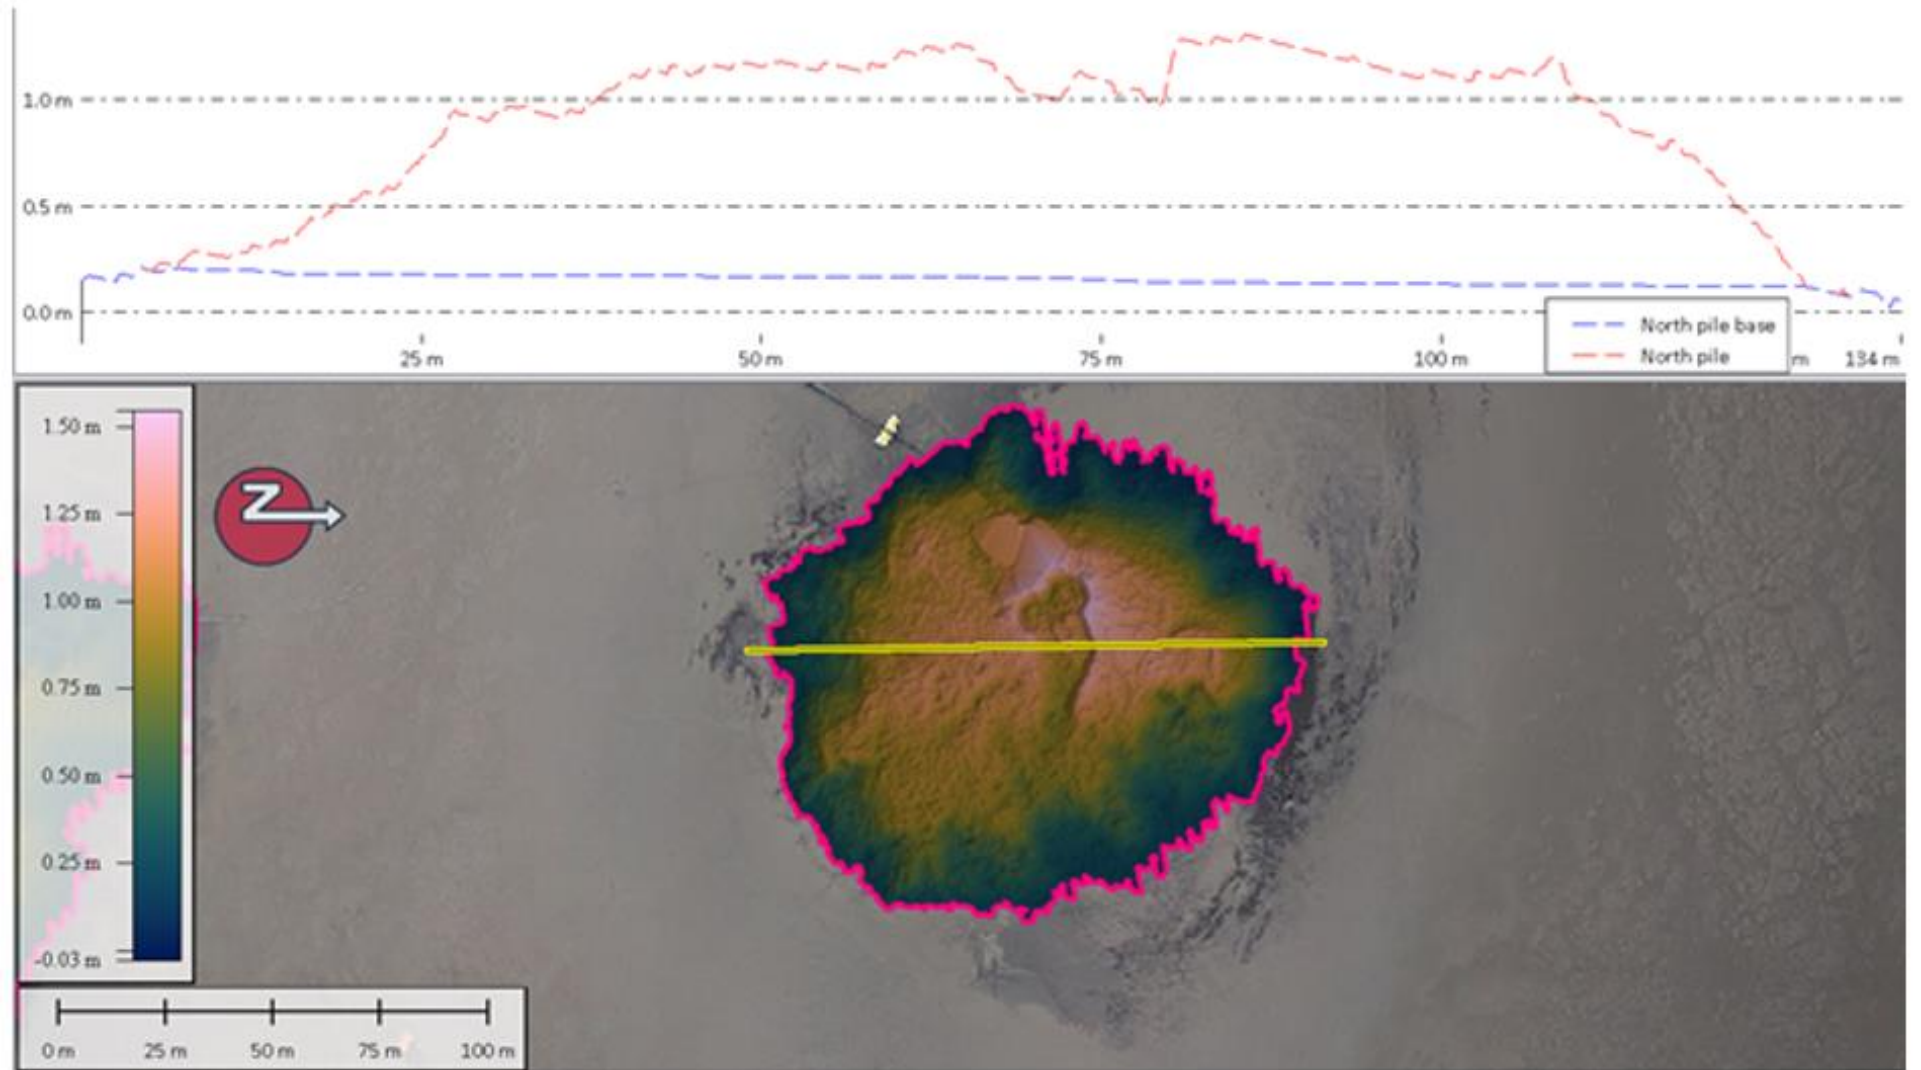 1.0 m
0.5 m
0.0 m
25 m
50 m
75 m
100 m
m
134 m
North pile base
North pile
1.50 m
1.25 m
1.00 m
0.75 m
0.50 m
0.25 m
-0.03 m
Z
0 m
25 m
50 m
75 m
100 m